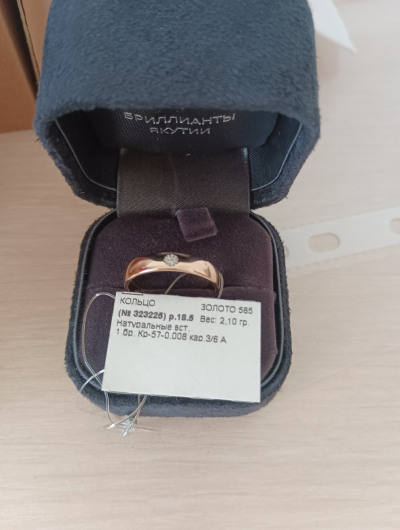 БРИЛЛИАНТЫ
ЯКУТИИ
КОЛЬЦО ЗОЛОТО 585
(№ 323225) р.18.5 Вес: 2,10 гр.
Натуральные вст.
1 бр. Кр-57-0,008 кар.3/6 А